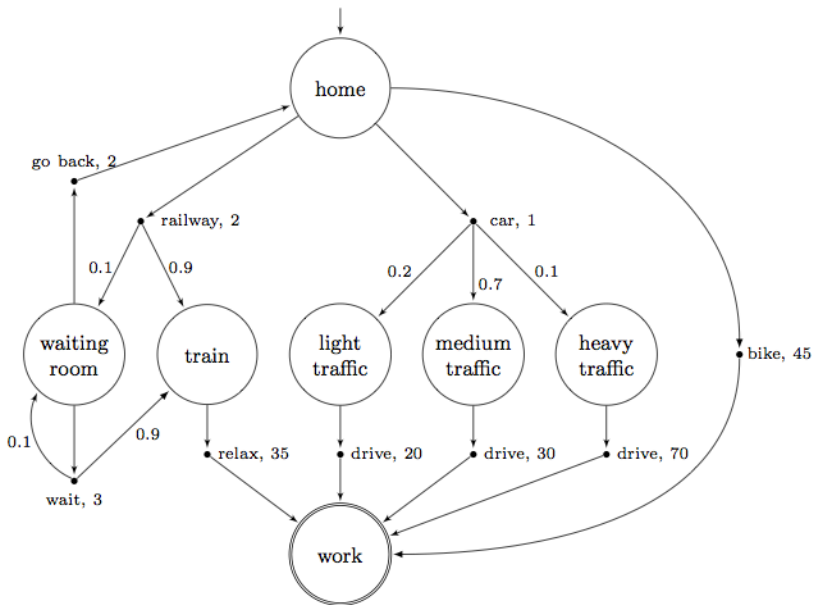 home
go back, 2
railway, 2
car, 1
0.1
0.9
0.2
0.7
0.1
waiting
room
train
light
traffic
medium
traffic
heavy
traffic
bike, 45
0.1
0.9
relax, 35
drive, 20
drive, 30
drive, 70
wait, 3
work